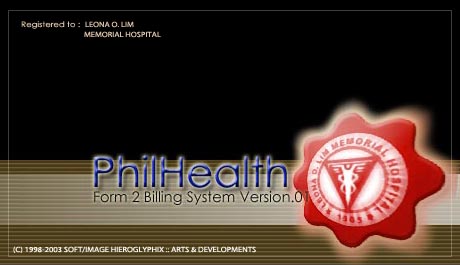 Registered to : LEONA O. LIM
MEMORIAL HOSPITAL
PhilHealth
Form 2 Billing System Version.0
LEONA O. LIM MEMORIAL HOSPITAL
(C) 1998-2003 SOFT/IMAGE HIEROGLYPHIX :: ARTS & DEVELOPMENTS